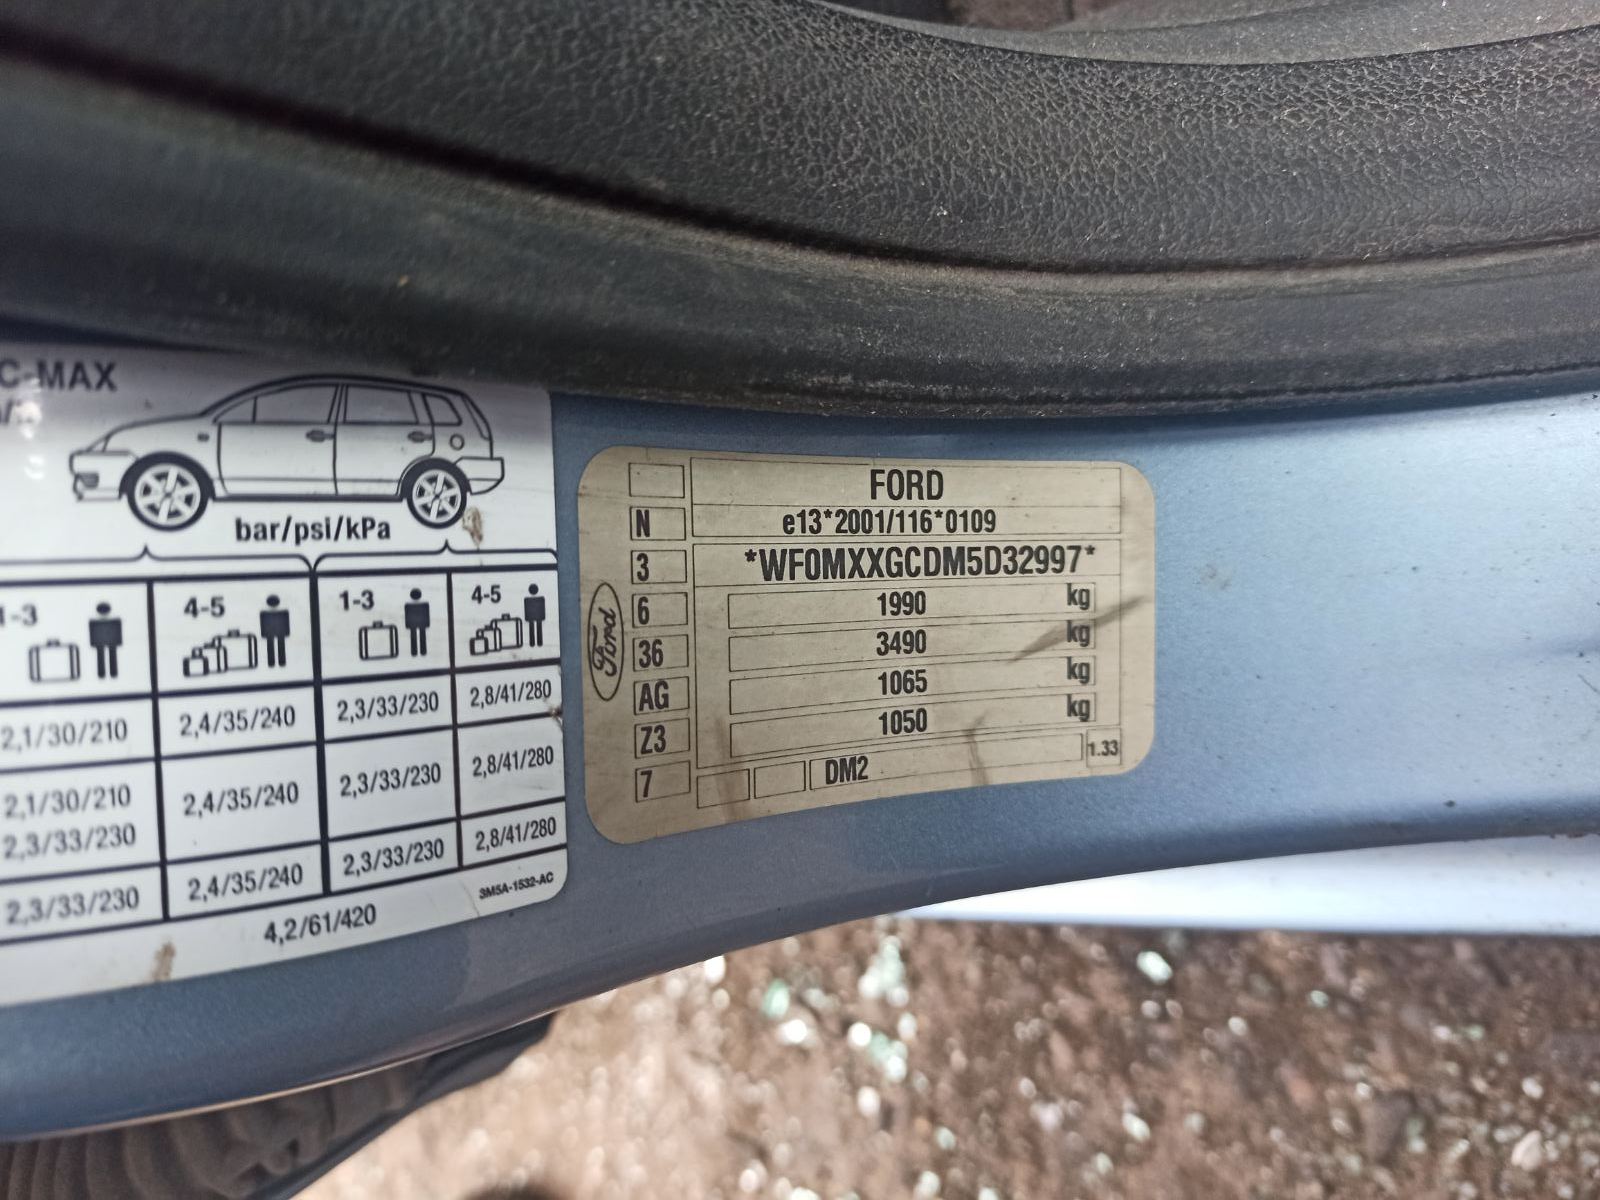 C-MAX
bar/psi/kPa
1-3 4-5 1-3 4-5
2,1/30/210 2,4/35/240 2,3/33/230 2,8/41/280
2,1/30/210 2,4/35/240 2,3/33/230 2,8/41/280
2,3/33/230
2,3/33/230 2,4/35/240 2,3/33/230 2,8/41/280
4,2/61/420
3M5A-1532-AC
Ford
FORD
N e13*2001/116*0109
3 *WF0MXXGCDM5D32997*
6 1990 kg
36 3490 kg
AG 1065 kg
Z3 1050 kg
7 DM2 1.33